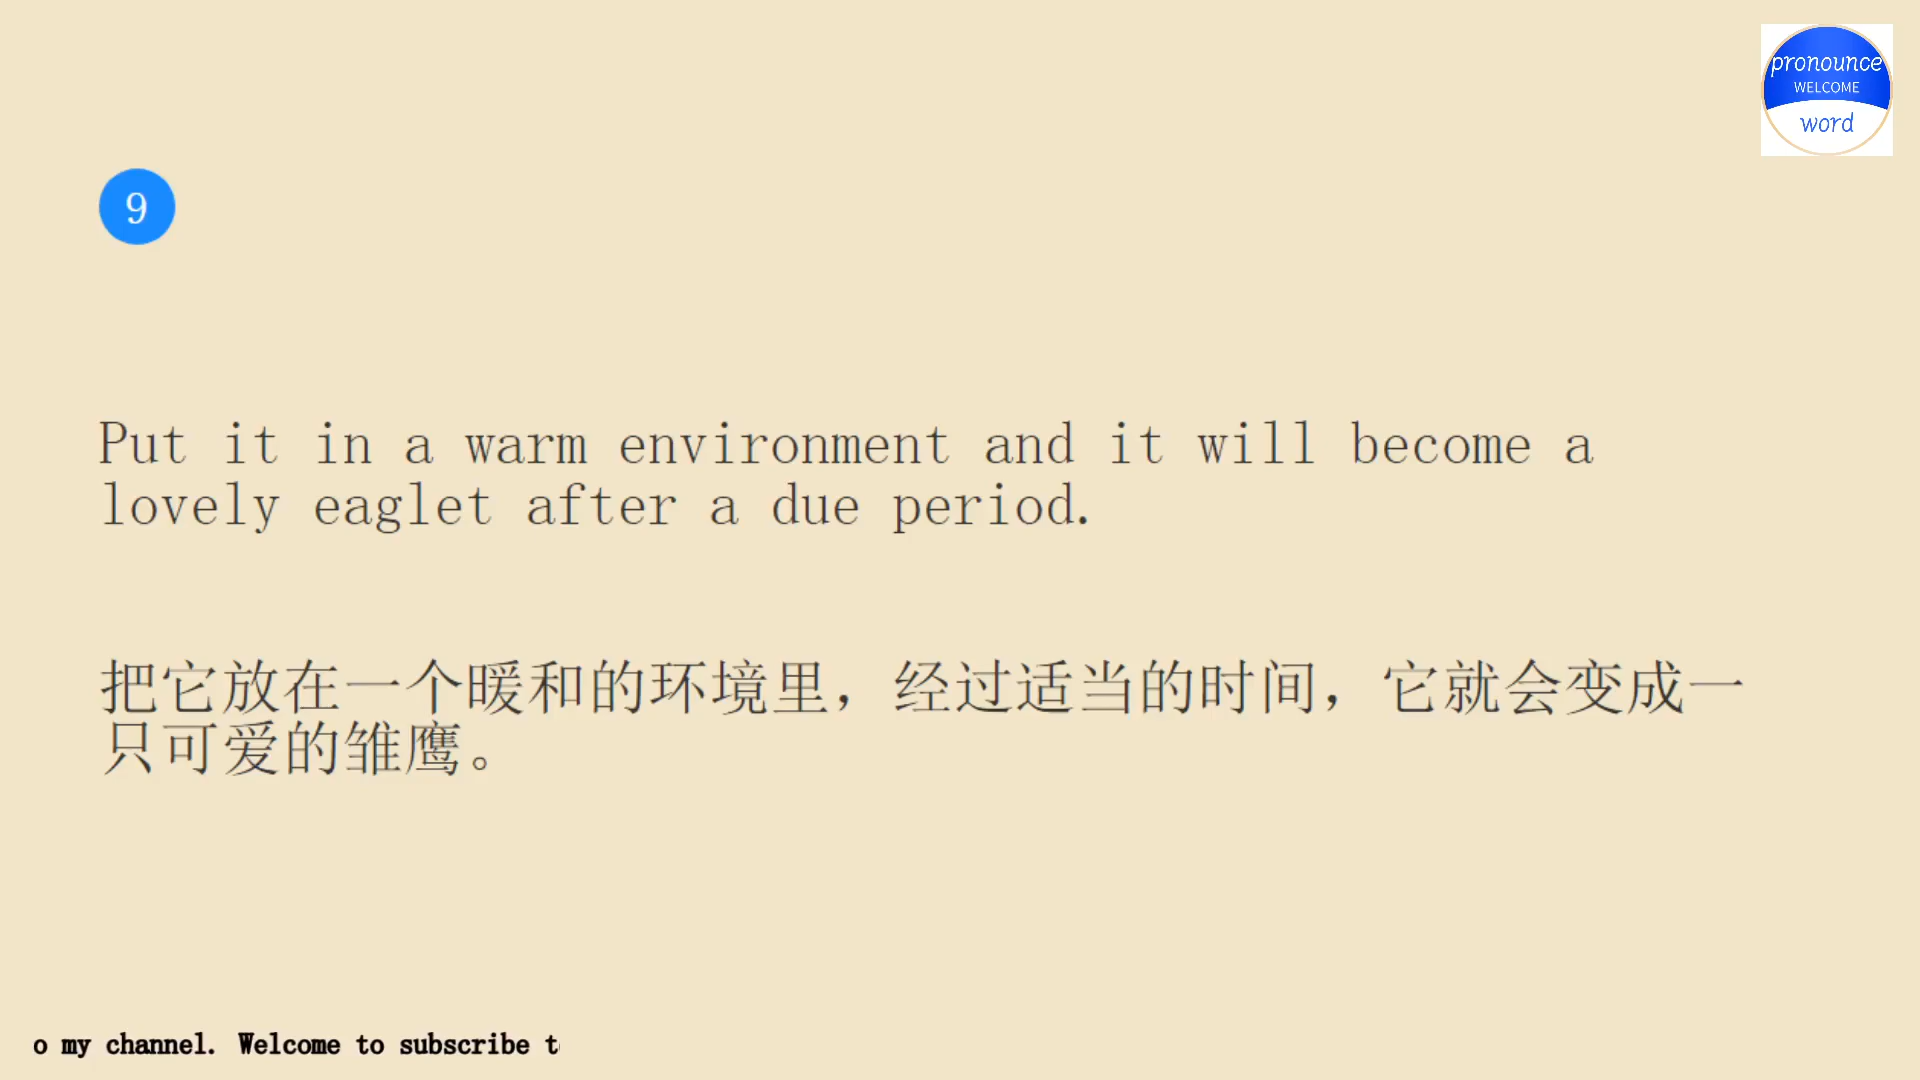 pronounce
WELCOME
word
9
Put it in a warm environment and it will become a
lovely eaglet after a due period.
把它放在一个暖和的环境里，经过适当的时间，它就会变成一
只可爱的雏鹰。
o my channel. Welcome to subscribe t